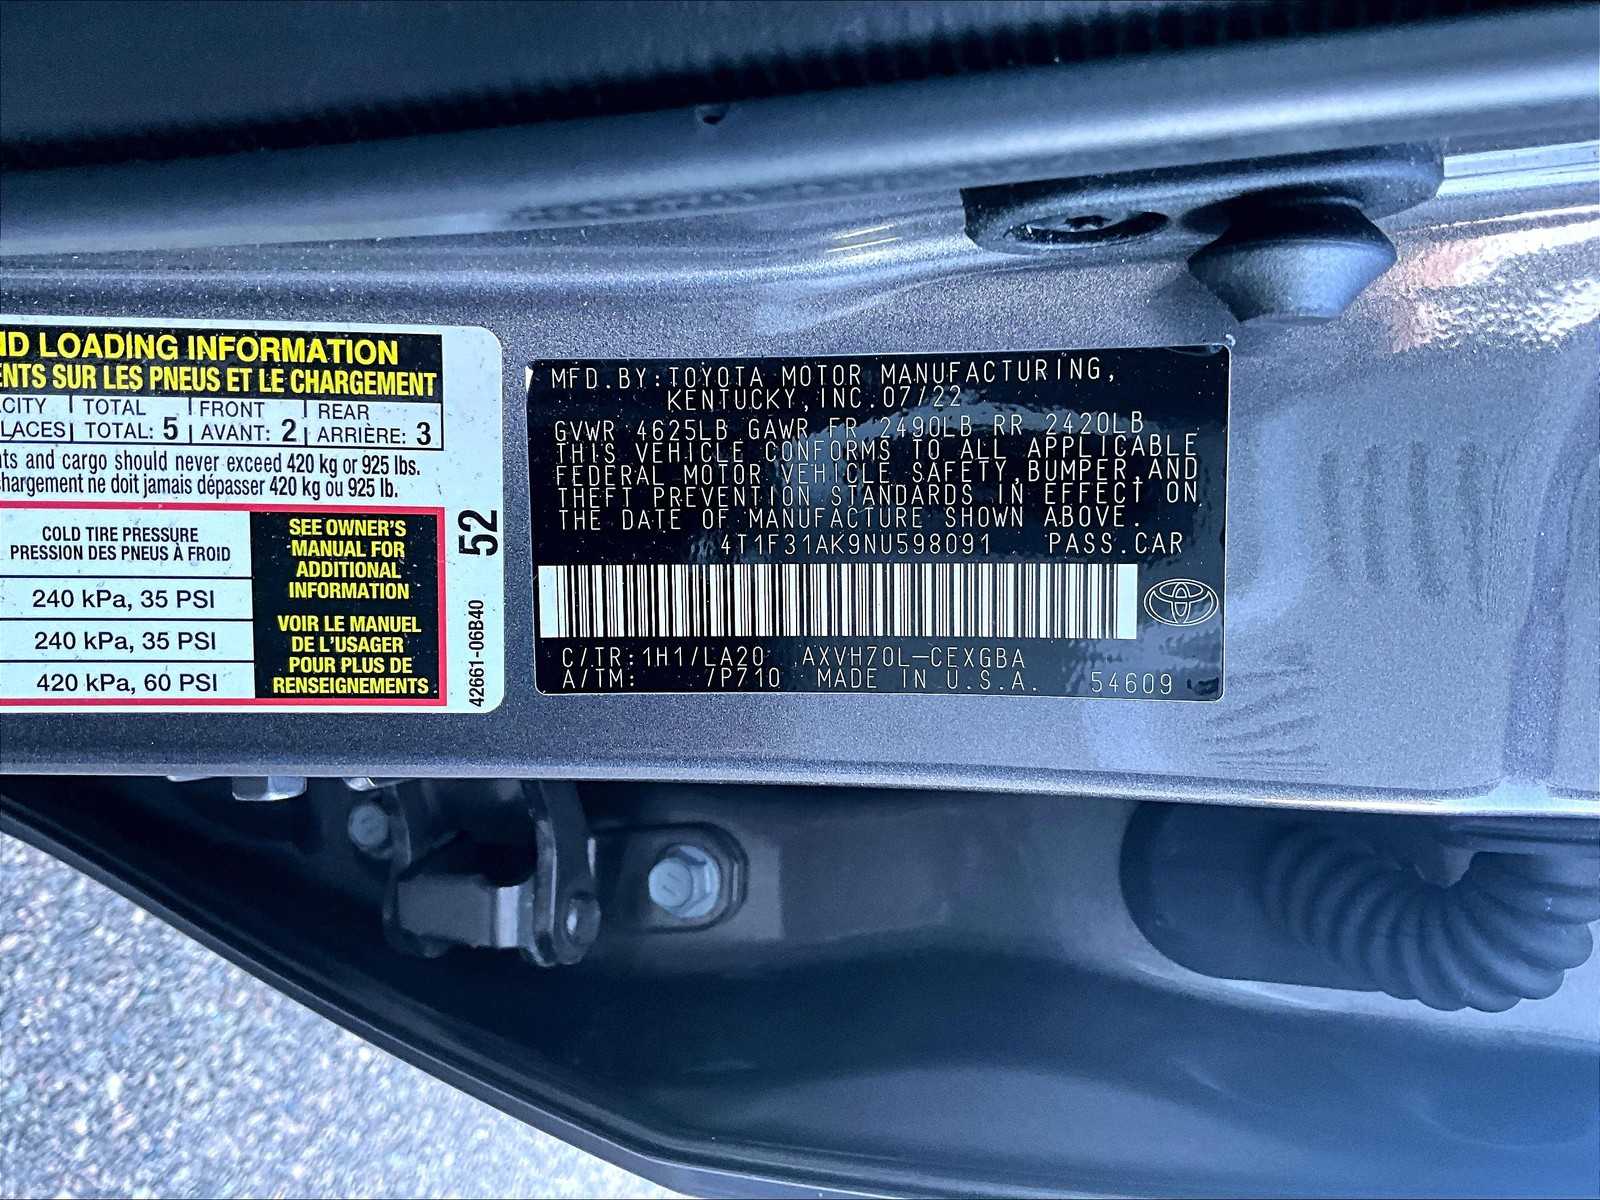 ND LOADING INFORMATION
ENTS SUR LES PNEUS ET LE CHARGEMENT
CITY TOTAL FRONT REAR
LACES TOTAL: 5 AVANT: 2 ARRIÈRE: 3
nts and cargo should never exceed 420 kg or 925 lbs.
chargement ne doit jamais dépasser 420 kg ou 925 lb.
COLD TIRE PRESSURE
PRESSION DES PNEUS À FROID
240 kPa, 35 PSI
240 kPa, 35 PSI
420 kPa, 60 PSI
SEE OWNER'S
MANUAL FOR
ADDITIONAL
INFORMATION
VOIR LE MANUEL
DE L'USAGER
POUR PLUS DE
RENSEIGNEMENTS
52
42661-06B40
MFD.BY:TOYOTA MOTOR MANUFACTURING,
KENTUCKY,INC.07/22
GVWR 4625LB GAWR FR 2490LB RR 2420LB
THIS VEHICLE CONFORMS TO ALL APPLICABLE
FEDERAL MOTOR VEHICLE SAFETY,BUMPER,AND
THEFT PREVENTION STANDARDS IN EFFECT ON
THE DATE OF MANUFACTURE SHOWN ABOVE.
4T1F31AK9NU598091 PASS.CAR
C/TR:1H1/LA20 AXVH70L-CEXGBA
A/TM: /P710 MADE IN U.S.A. 54609